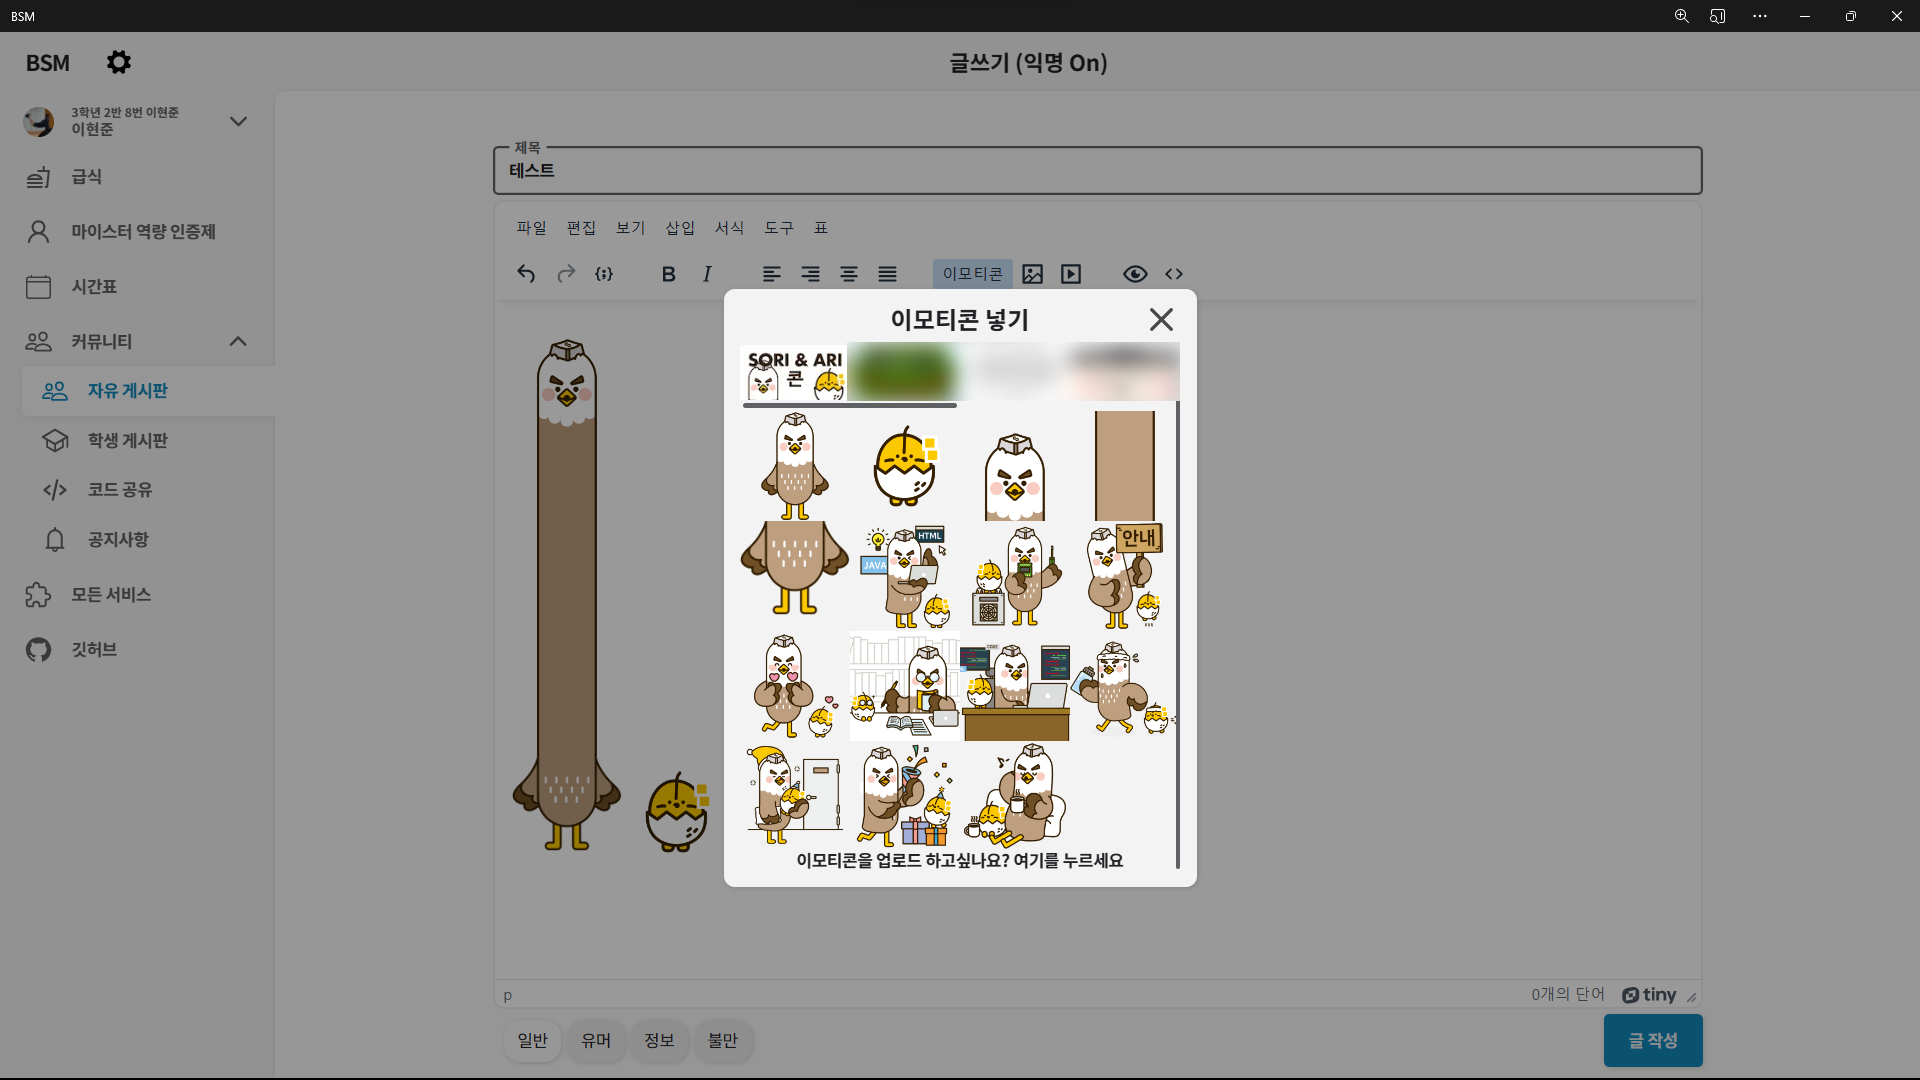 BSM
BSM
글쓰기 (익명 On)
3학년 2반 8번 이현준
이현준
급식
마이스터 역량 인증제
시간표
커뮤니티
자유 게시판
학생 게시판
코드 공유
공지사항
모든 서비스
깃허브
제목
테스트
파일 편집 보기 삽입 서식 도구 표
B I 이모티콘
이모티콘 넣기
SORI & ARI
콘
HTML
JAVA
안내
이모티콘을 업로드 하고싶나요? 여기를 누르세요
p
0개의 단어 tiny
일반 유머 정보 불만
글 작성